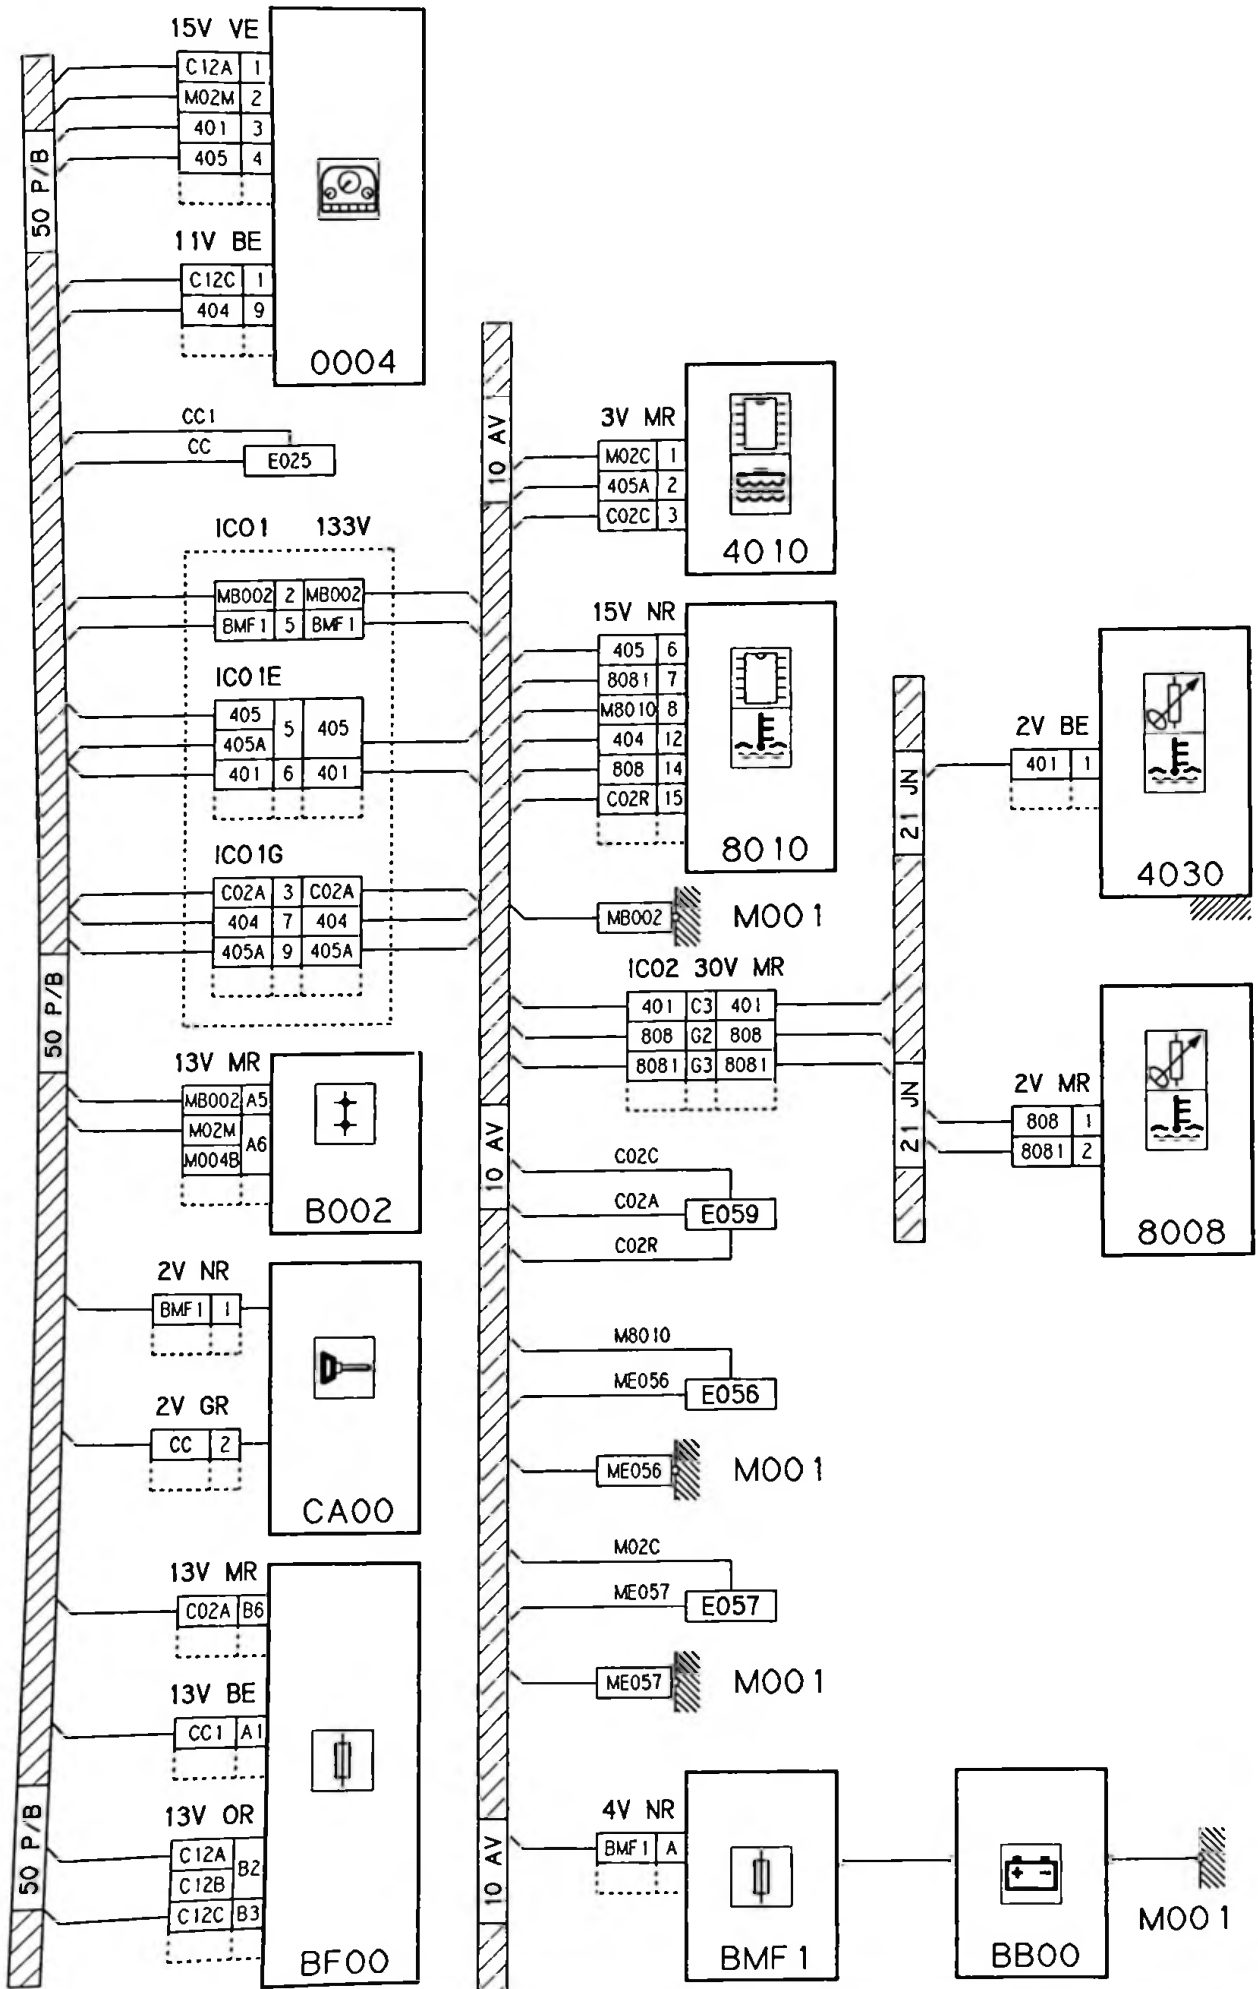 15V VE
C12A 1
M02M 2
401 3
405 4
50 P/B
11V BE
C12C 1
404 9
0004
CC1
CC
E025
IC01 133V
MB002 2 MB002
BMF1 5 BMF1
IC01E
405 5 405
405A
401 6 401
IC01G
C02A 3 C02A
404 7 404
405A 9 405A
50 P/B
13V MR
MB002 A5
M02M A6
M004B
B002
2V NR
BMF1 1
2V GR
CC 2
CA00
13V MR
C02A B6
13V BE
CC1 A1
13V OR
C12A B2
C12B
C12C B3
50 P/B
BF00
10 AV
3V MR
M02C 1
405A 2
C02C 3
4010
15V NR
405 6
8081 7
M8010 8
404 12
808 14
C02R 15
8010
MB002 M001
IC02 30V MR
401 C3 401
808 G2 808
8081 G3 8081
10 AV
C02C
C02A
E059
C02R
M8010
ME056
E056
ME056 M001
M02C
ME057
E057
ME057 M001
10 AV
4V NR
BMF1 A
BMF1
BB00
M001
21 JN
2V BE
401 1
4030
21 JN
2V MR
808 1
8081 2
8008